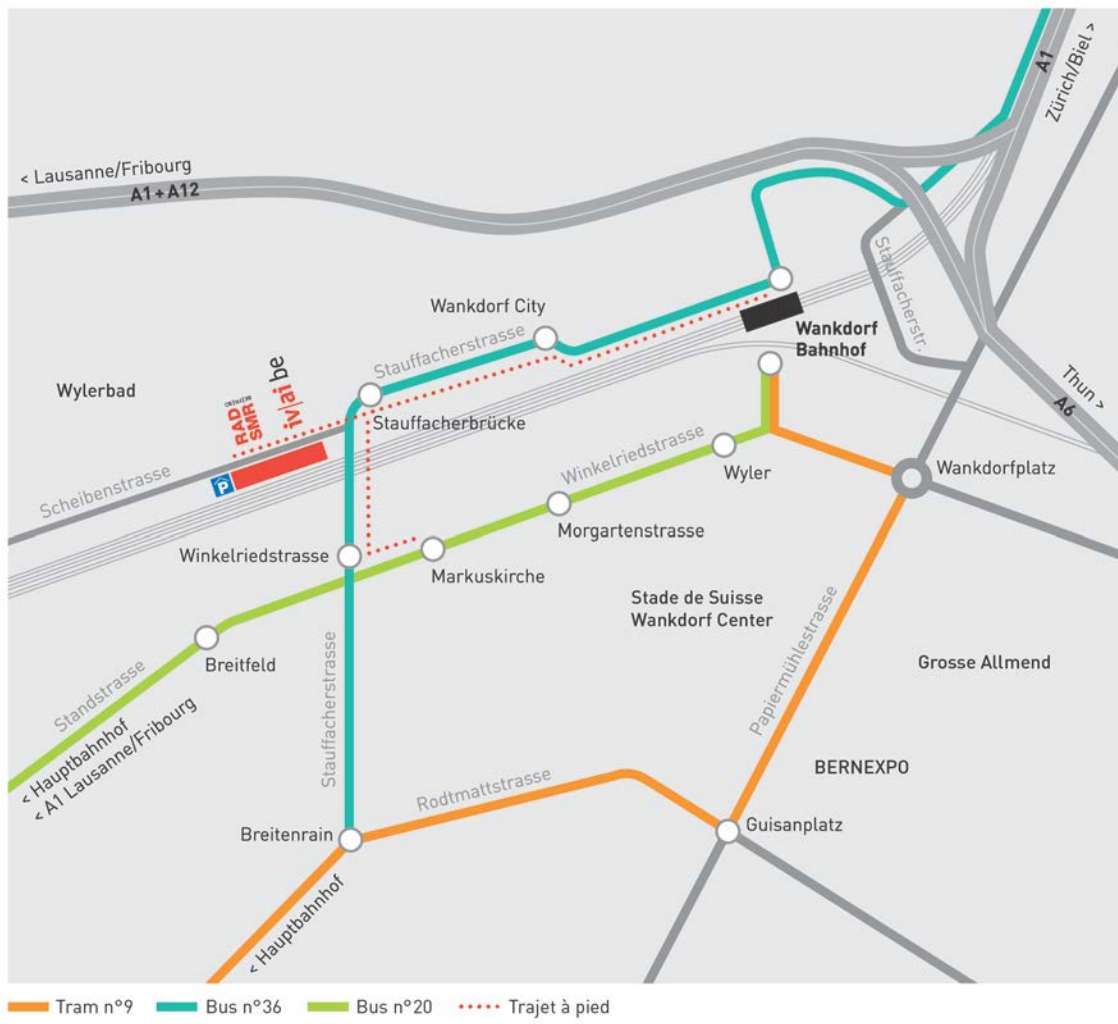 A1
Zürich/Biel >
< Lausanne/Fribourg
A1 + A12
Stauffacherstr.
Wankdorf City
Stauffacherstrasse
Wankdorf
Bahnhof
Thun >
A6
Wylerbad
RAD
SMR
iv/ai be
Stauffacherbrücke
P
Scheibenstrasse
Winkelriedstrasse
Wyler
Wankdorfplatz
Morgartenstrasse
Winkelriedstrasse
Markuskirche
Stade de Suisse
Wankdorf Center
Papiermühlestrasse
Grosse Allmend
Breitfeld
Standstrasse
Stauffacherstrasse
< Hauptbahnhof
< A1 Lausanne/Fribourg
BERNEXPO
Rodtmattstrasse
Breitenrain
Guisanplatz
< Hauptbahnhof
Tram n°9
Bus n°36
Bus n°20
Trajet à pied